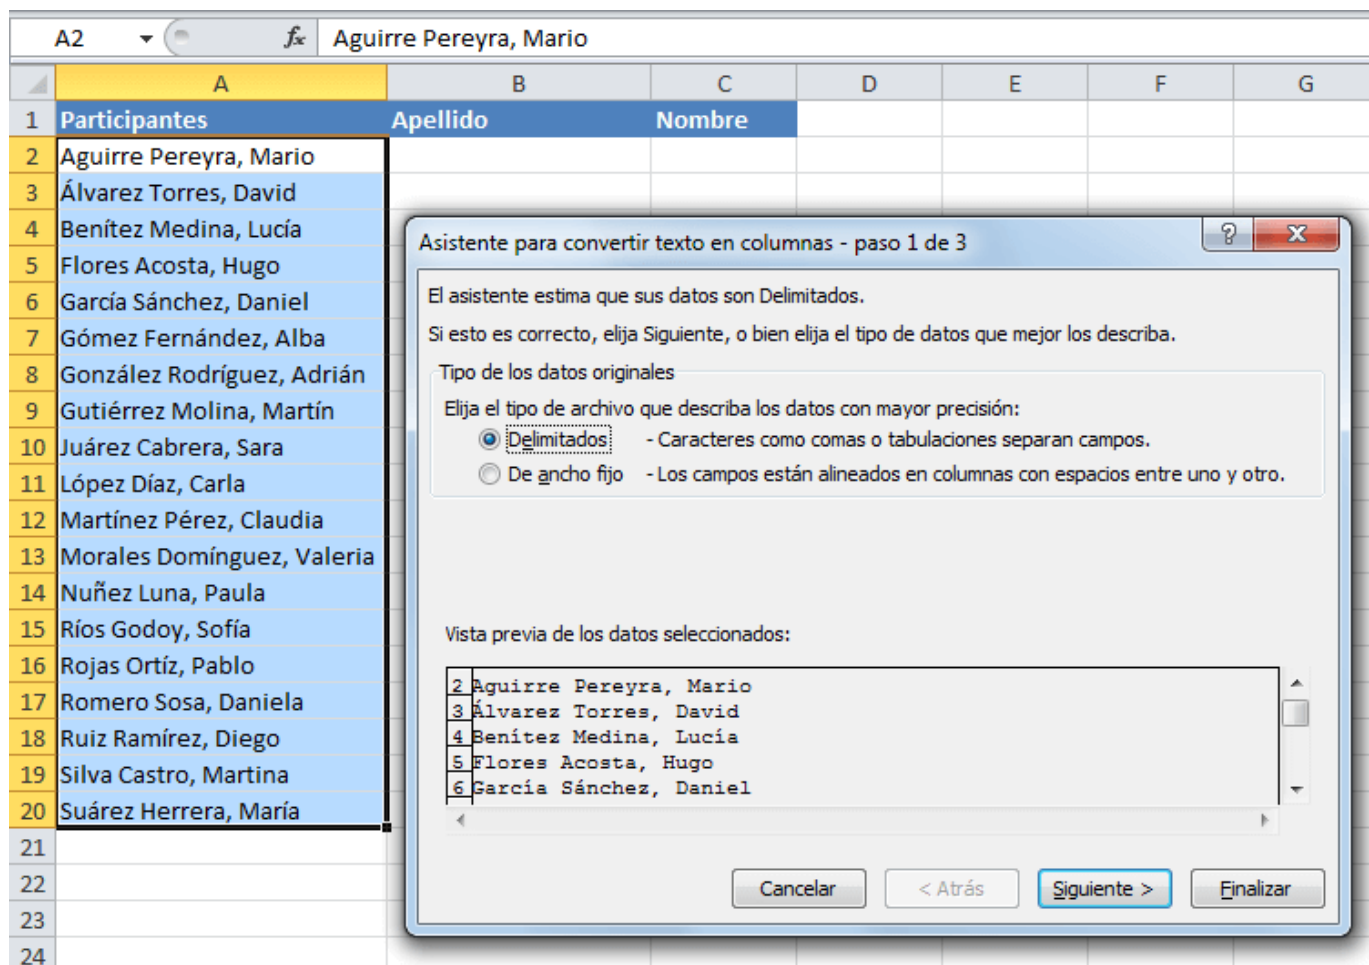 A2 fx Aguirre Pereyra, Mario
A B C D E F G
1 Participantes Apellido Nombre
2 Aguirre Pereyra, Mario
3 Álvarez Torres, David
4 Benítez Medina, Lucía
5 Flores Acosta, Hugo
6 García Sánchez, Daniel
7 Gómez Fernández, Alba
8 González Rodríguez, Adrián
9 Gutiérrez Molina, Martín
10 Juárez Cabrera, Sara
11 López Díaz, Carla
12 Martínez Pérez, Claudia
13 Morales Domínguez, Valeria
14 Nuñez Luna, Paula
15 Ríos Godoy, Sofía
16 Rojas Ortíz, Pablo
17 Romero Sosa, Daniela
18 Ruiz Ramírez, Diego
19 Silva Castro, Martina
20 Suárez Herrera, María
21
22
23
24
Asistente para convertir texto en columnas - paso 1 de 3
?
X
El asistente estima que sus datos son Delimitados.
Si esto es correcto, elija Siguiente, o bien elija el tipo de datos que mejor los describa.
Tipo de los datos originales
Elija el tipo de archivo que describa los datos con mayor precisión:
Delimitados - Caracteres como comas o tabulaciones separan campos.
De ancho fijo - Los campos están alineados en columnas con espacios entre uno y otro.
Vista previa de los datos seleccionados:
2 Aguirre Pereyra, Mario
3 Álvarez Torres, David
4 Benítez Medina, Lucía
5 Flores Acosta, Hugo
6 García Sánchez, Daniel
Cancelar < Atrás Siguiente > Finalizar